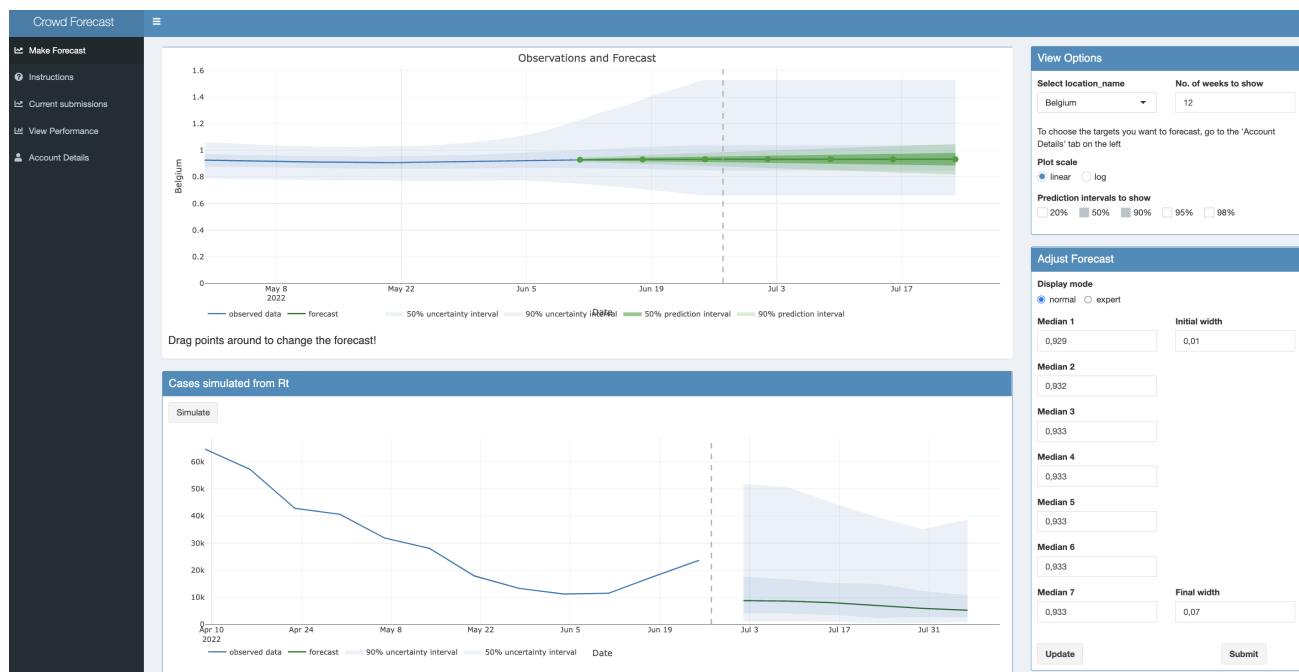 Crowd Forecast
Make Forecast
Instructions
Current submissions
View Performance
Account Details
Observations and Forecast
1.6
1.4
1.2
1
0.8
0.6
0.4
0.2
0
Belgium
May 8
2022
May 22
Jun 5
Jun 19
Jul 3
Jul 17
Date
observed data
forecast
50% uncertainty interval
90% uncertainty interval
50% prediction interval
90% prediction interval
Drag points around to change the forecast!
Cases simulated from Rt
Simulate
60k
50k
40k
30k
20k
10k
0
Apr 10
2022
Apr 24
May 8
May 22
Jun 5
Jun 19
Jul 3
Jul 17
Jul 31
observed data
forecast
90% uncertainty interval
50% uncertainty interval
Date
View Options
Select location_name
No. of weeks to show
Belgium
12
To choose the targets you want to forecast, go to the 'Account
Details' tab on the left
Plot scale
linear
log
Prediction intervals to show
20%
50%
90%
95%
98%
Adjust Forecast
Display mode
normal
expert
Median 1
Initial width
0,929
0,01
Median 2
0,932
Median 3
0,933
Median 4
0,933
Median 5
0,933
Median 6
0,933
Median 7
Final width
0,933
0,07
Update
Submit